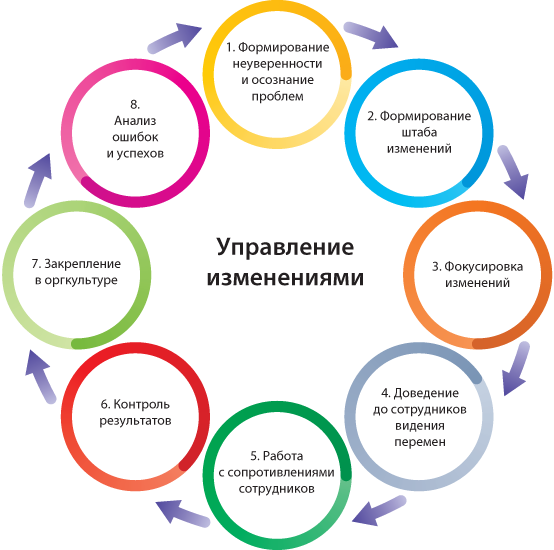 1. Формирование
неуверенности
и осознание
проблем
2. Формирование
штаба
изменений
3. Фокусировка
изменений
4. Доведение
до сотрудников
видения
перемен
5. Работа
с сопротивлениями
сотрудников
6. Контроль
результатов
7. Закрепление
в оргкультуре
8.
Анализ
ошибок
и успехов
Управление
изменениями